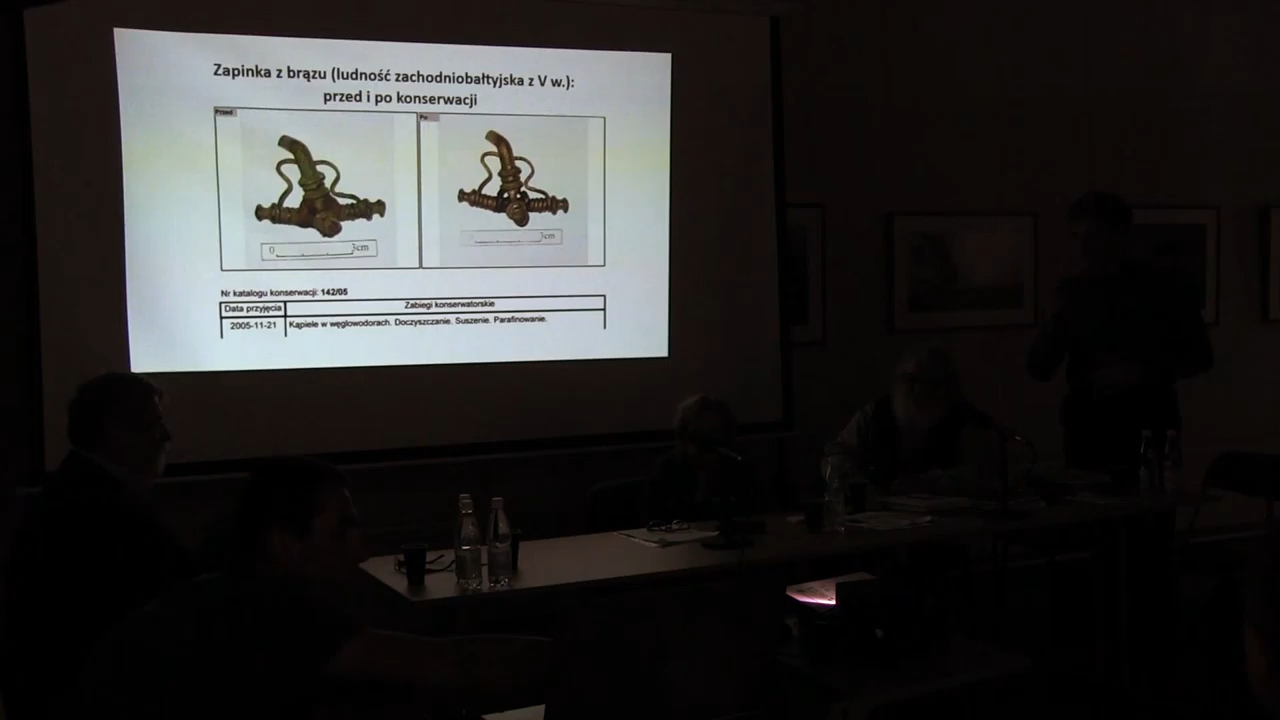 Zapinka z brązu (ludność zachodniobałtyjska z V w.):
przed i po konserwacji
Przed
Po
0 3cm
3cm
Nr katalogu konserwacji: 142/05
Data przyjęcia Zabiegi konserwatorskie
2005-11-21 Kąpiele w węglowodorach. Doczyszczanie. Suszenie. Parafinowanie.